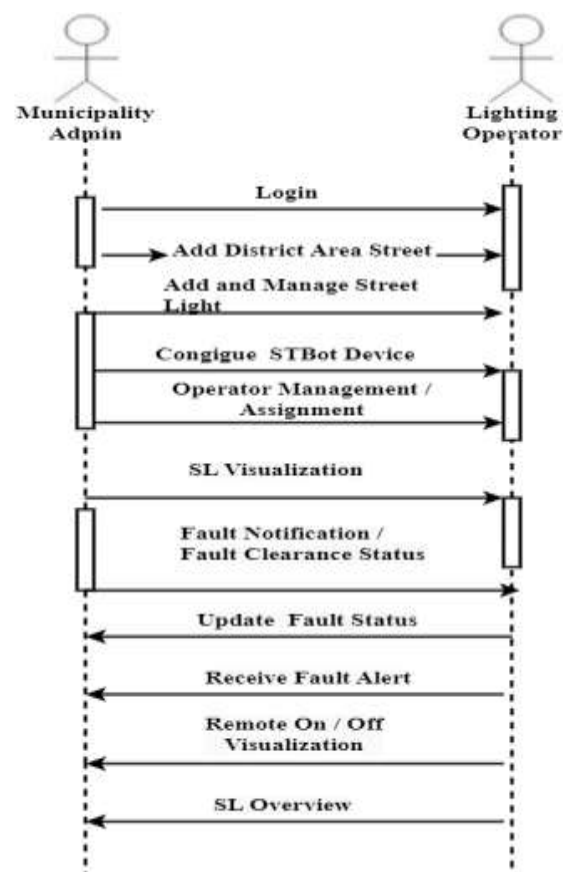 Municipality
Admin
Lighting
Operator
Login
Add District Area Street
Add and Manage Street
Light
Congigue STBot Device
Operator Management /
Assignment
SL Visualization
Fault Notification /
Fault Clearance Status
Update Fault Status
Receive Fault Alert
Remote On / Off
Visualization
SL Overview